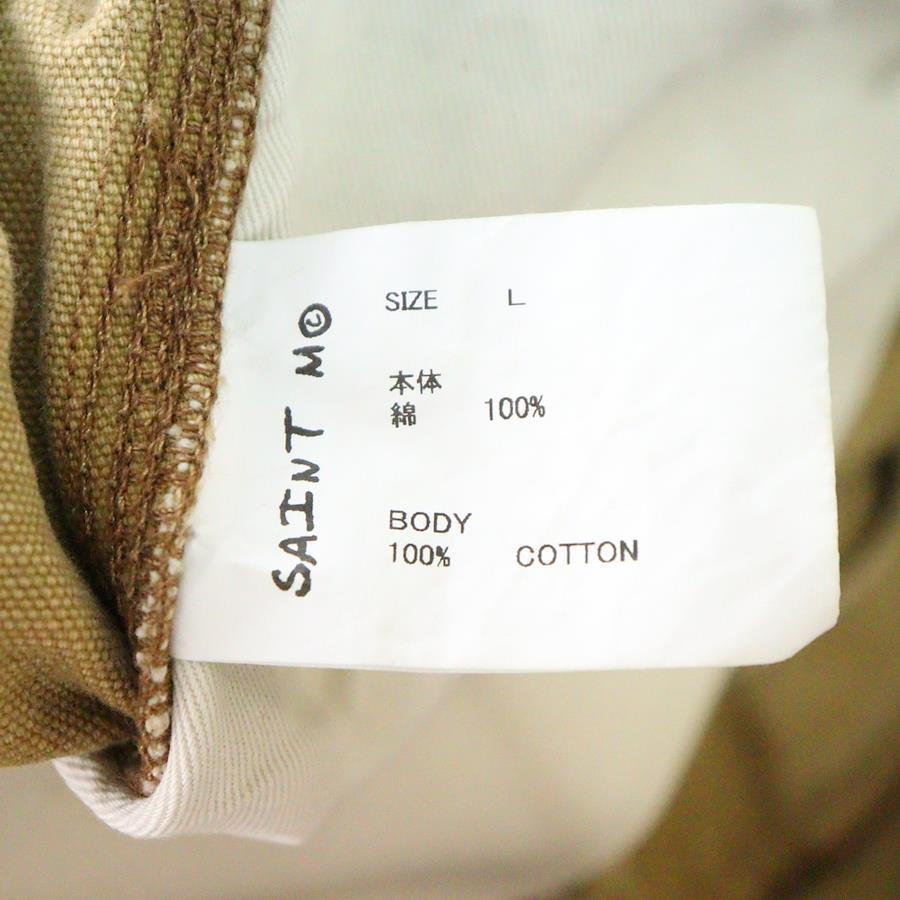 SAINT M©
SIZE L
本体
綿 100%
BODY
100% COTTON